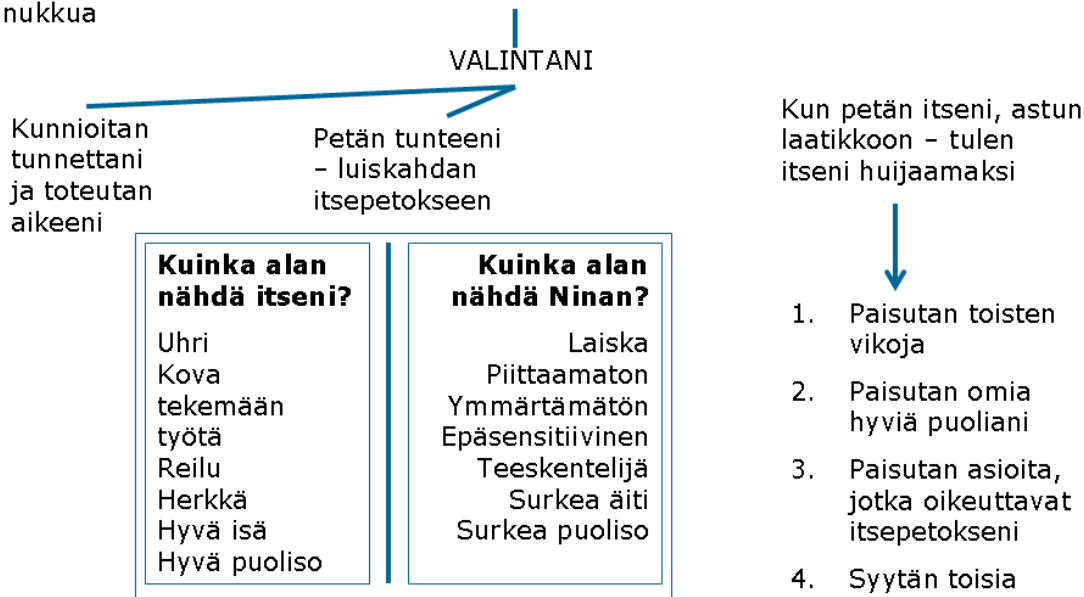 nukkua
VALINTANI
Kunnioitan
tunnettani
ja toteutan
aikeeni
Petän tunteeni
– luiskahdan
itsepetokseen
Kuinka alan
nähdä itseni?
Uhri
Kova
tekemään
työtä
Reilu
Herkkä
Hyvä isä
Hyvä puoliso
Kuinka alan
nähdä Ninan?
Laiska
Piittaamaton
Ymmärtämätön
Epäsensitiivinen
Teeskentelijä
Surkea äiti
Surkea puoliso
Kun petän itseni, astun
laatikkoon – tulen
itseni huijaamaksi
1. Paisutan toisten
vikoja
2. Paisutan omia
hyviä puoliani
3. Paisutan asioita,
jotka oikeuttavat
itsepetokseni
4. Syytän toisia